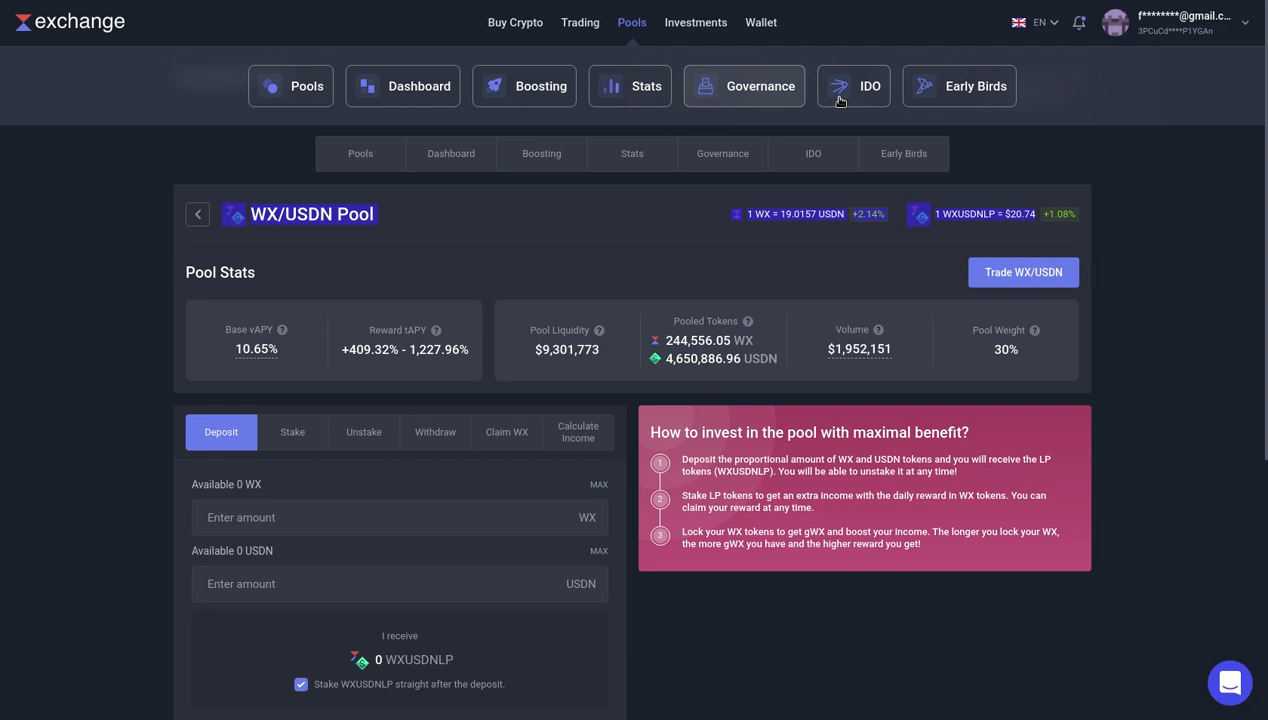 exchange
Buy Crypto Trading Pools Investments Wallet
EN
f********@gmail.c...
3PCuCd****P1YGAn
Pools Dashboard Boosting Stats Governance IDO Early Birds
Pools Dashboard Boosting Stats Governance IDO Early Birds
WX/USDN Pool
1 WX = 19.0157 USDN +2.14%
1 WXUSDNLP = $20.74 +1.08%
Pool Stats
Trade WX/USDN
Base vAPY ?
10.65%
Reward tAPY ?
+409.32% - 1,227.96%
Pool Liquidity ?
$9,301,773
Pooled Tokens ?
244,556.05 WX
4,650,886.96 USDN
Volume ?
$1,952,151
Pool Weight ?
30%
Deposit Stake Unstake Withdraw Claim WX Calculate
Income
Available 0 WX MAX
Enter amount WX
Available 0 USDN MAX
Enter amount USDN
I receive
0 WXUSDNLP
Stake WXUSDNLP straight after the deposit.
How to invest in the pool with maximal benefit?
1 Deposit the proportional amount of WX and USDN tokens and you will receive the LP
tokens (WXUSDNLP). You will be able to unstake it at any time!
2 Stake LP tokens to get an extra income with the daily reward in WX tokens. You can
claim your reward at any time.
3 Lock your WX tokens to get gWX and boost your income. The longer you lock your WX,
the more gWX you have and the higher reward you get!